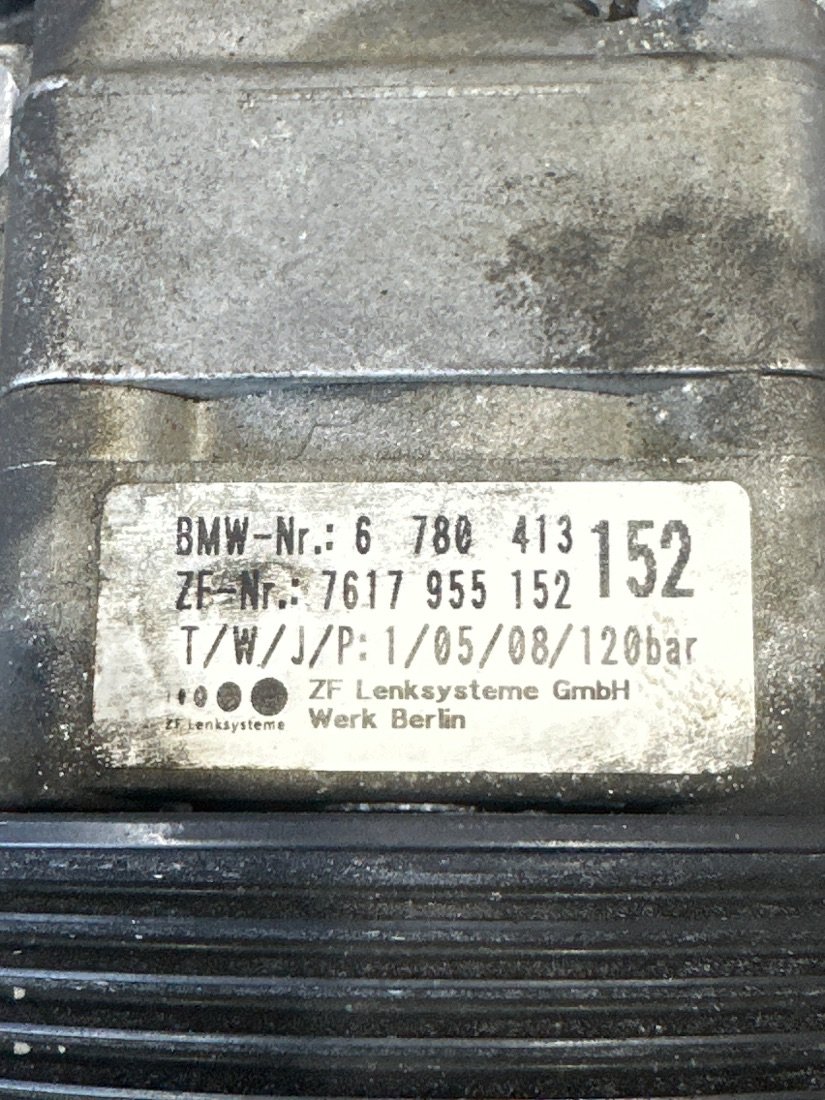 BMW-Nr.: 6 780 413 152
ZF-Nr.: 7617 955 152
T/W/J/P: 1/05/08/120bar
ZF Lenksysteme GmbH
ZF Lenksysteme Werk Berlin